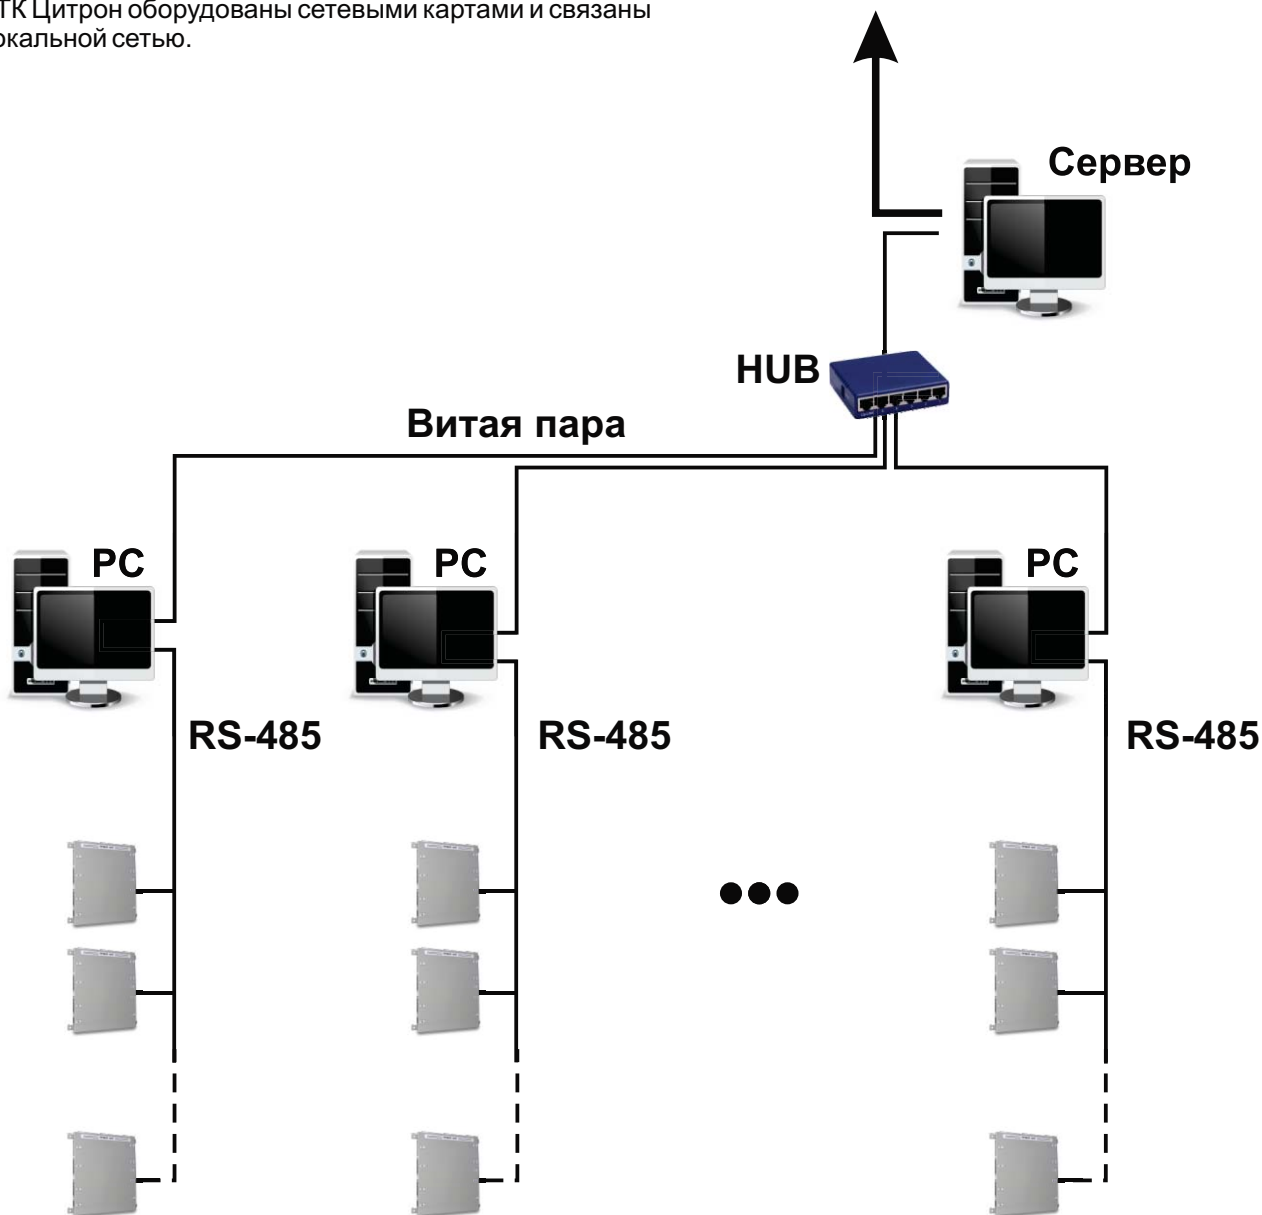 ТК Цитрон оборудованы сетевыми картами и связаны
окальной сетью.
Сервер
HUB
Витая пара
PC
PC
PC
RS-485
RS-485
RS-485